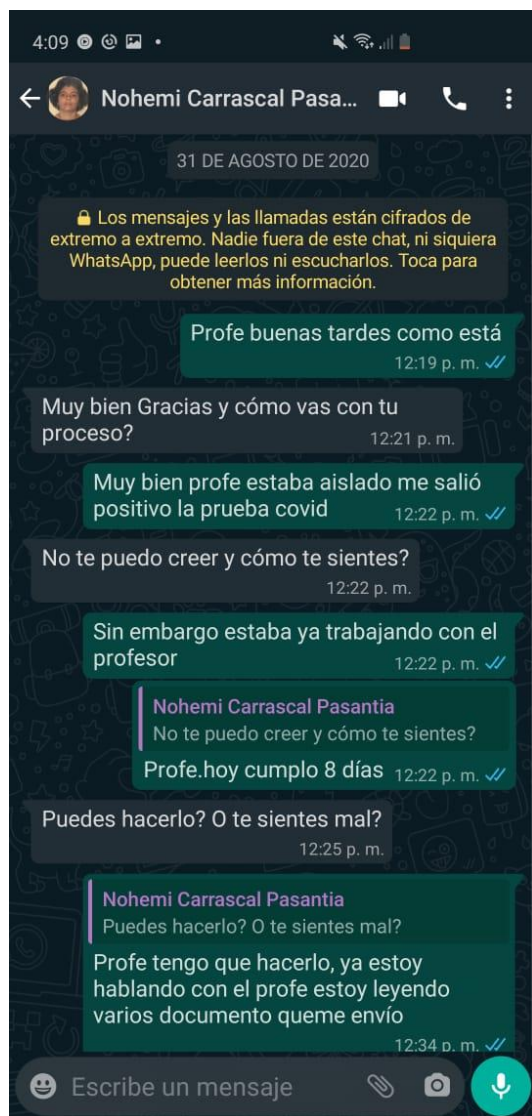 4:09
Nohemi Carrascal Pasa...
31 DE AGOSTO DE 2020
Los mensajes y las llamadas están cifrados de
extremo a extremo. Nadie fuera de este chat, ni siquiera
WhatsApp, puede leerlos ni escucharlos. Toca para
obtener más información.
Profe buenas tardes como está
12:19 p. m.
Muy bien Gracias y cómo vas con tu
proceso?
12:21 p. m.
Muy bien profe estaba aislado me salió
positivo la prueba covid
12:22 p. m.
No te puedo creer y cómo te sientes?
12:22 p. m.
Sin embargo estaba ya trabajando con el
profesor
12:22 p. m.
Nohemi Carrascal Pasantia
No te puedo creer y cómo te sientes?
Profe.hoy cumplo 8 días
12:22 p. m.
Puedes hacerlo? O te sientes mal?
12:25 p. m.
Nohemi Carrascal Pasantia
Puedes hacerlo? O te sientes mal?
Profe tengo que hacerlo, ya estoy
hablando con el profe estoy leyendo
varios documento queme envío
12:34 p. m.
Escribe un mensaje